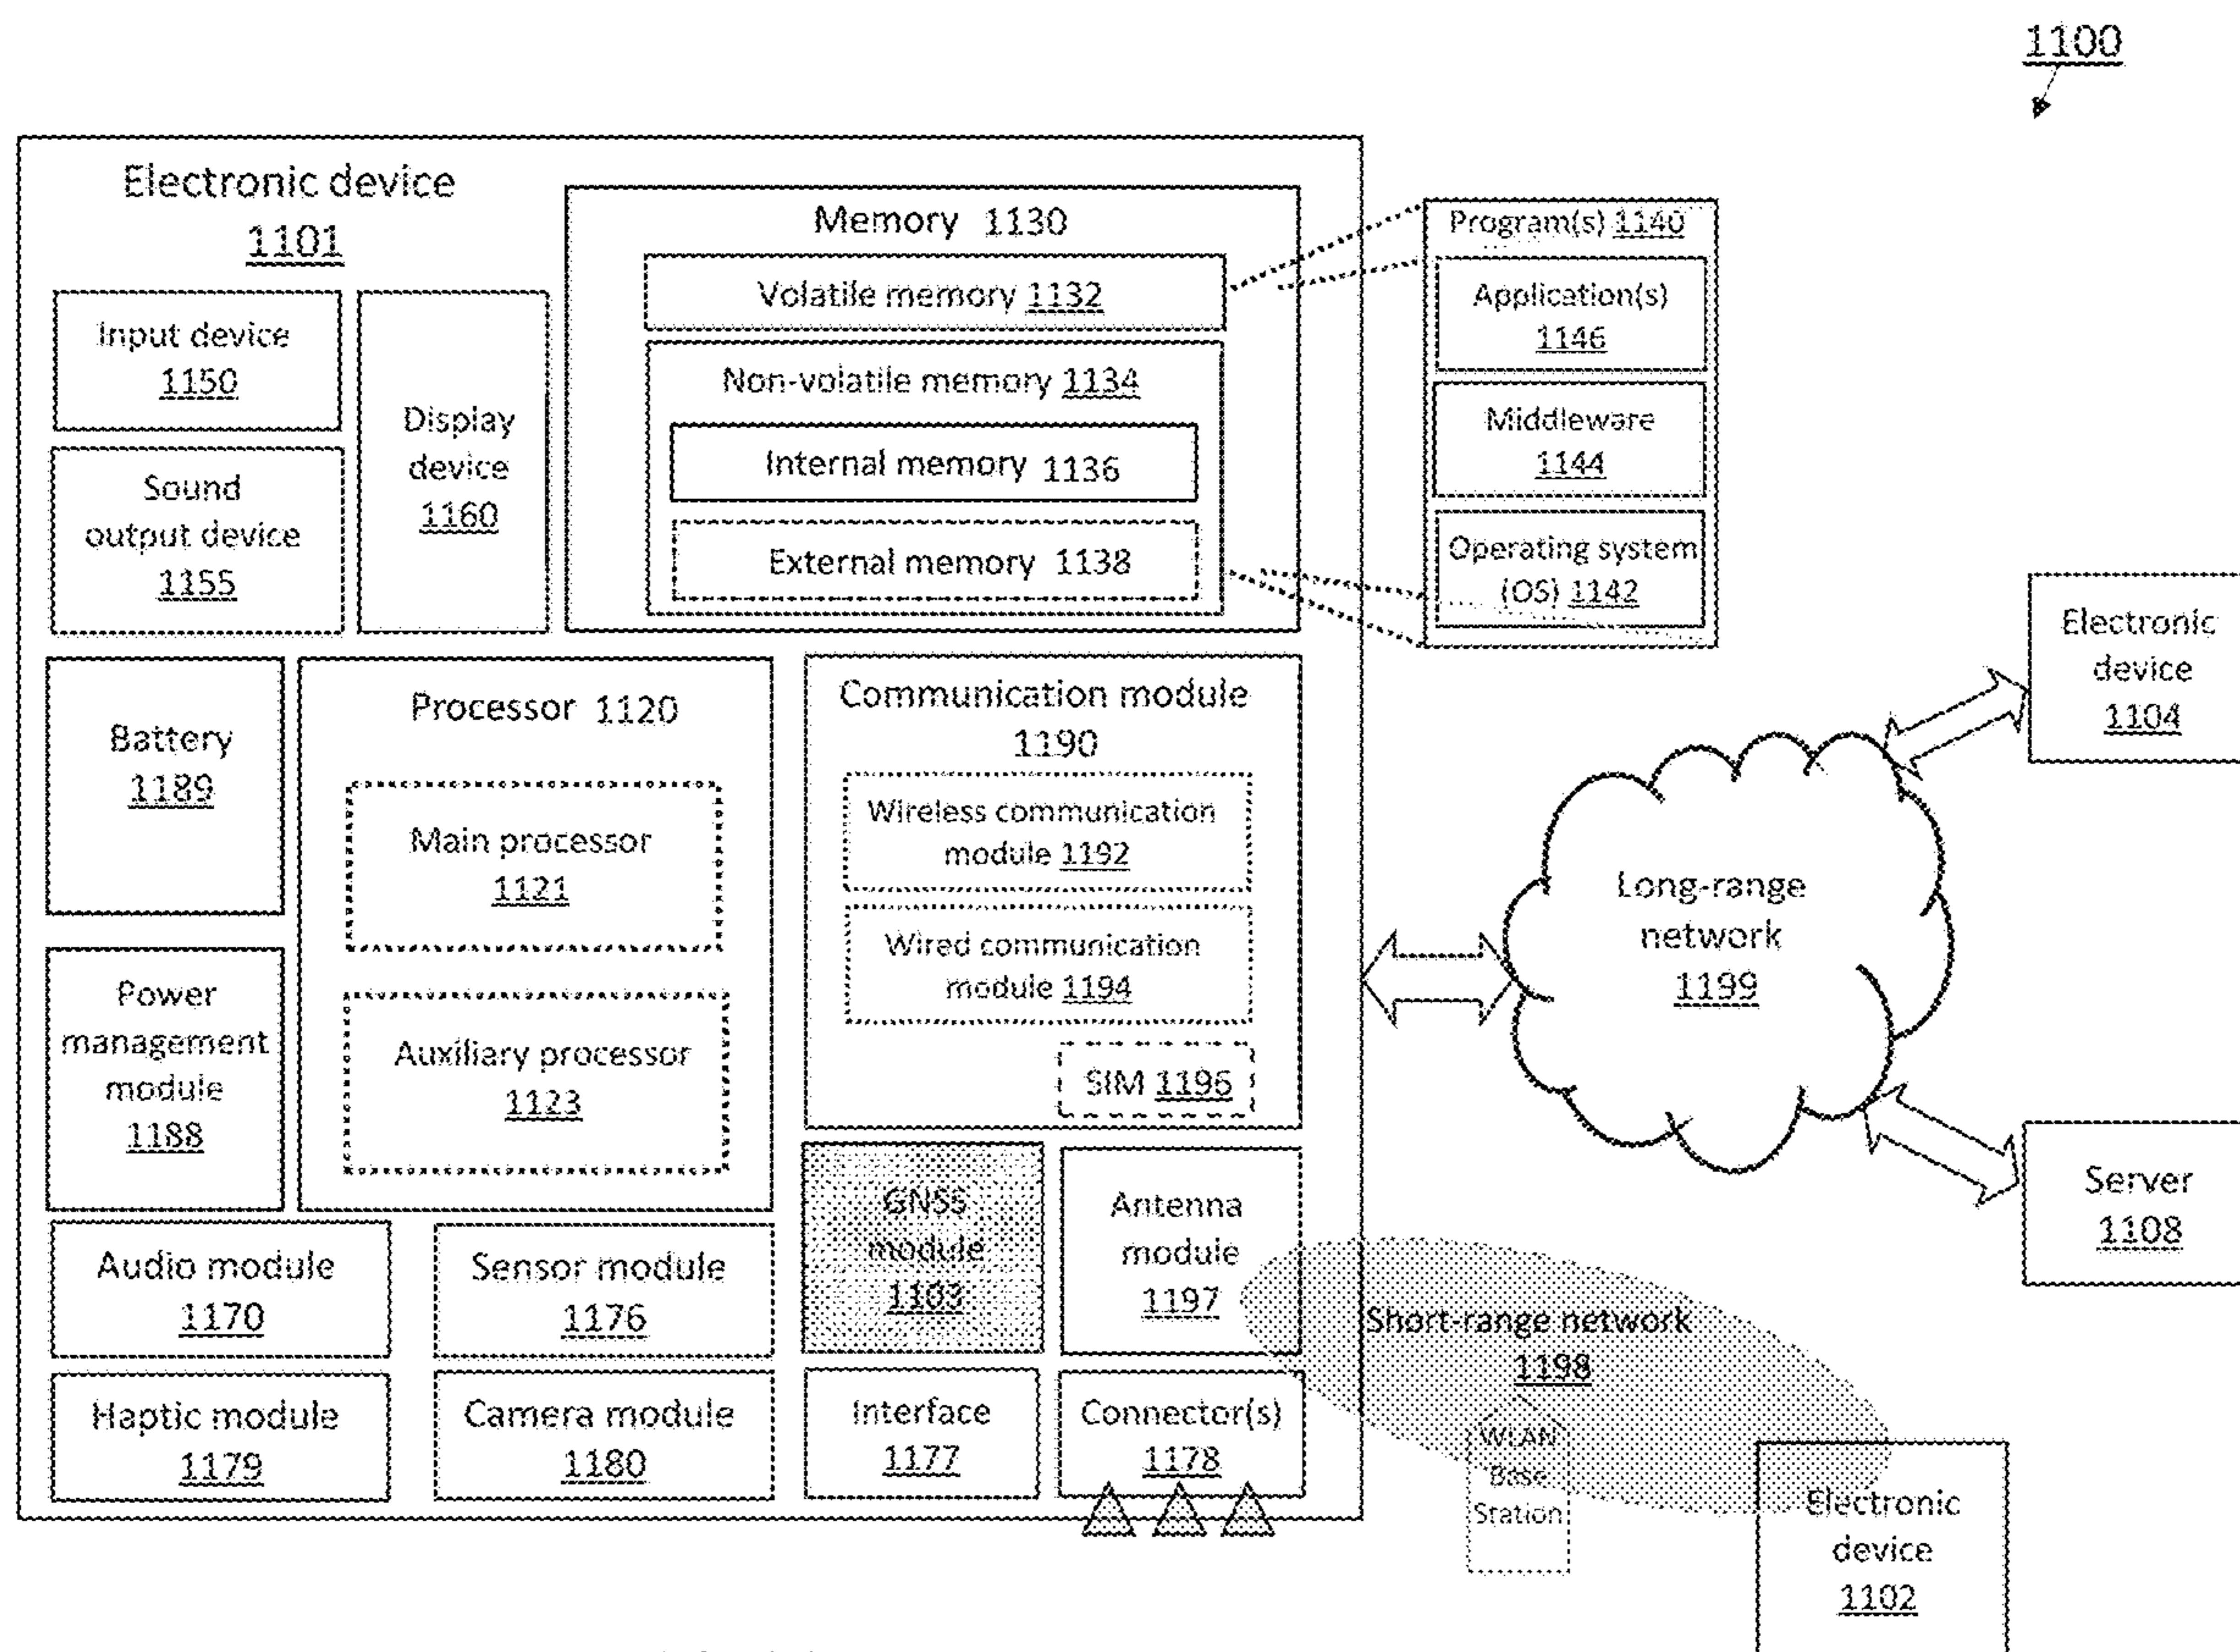 1100
Electronic device
1101
Memory 1130
Volatile memory 1132
Non-volatile memory 1134
Internal memory 1136
External memory 1138
Program(s) 1140
Application(s)
1146
Middleware
1144
Operating system
(OS) 1142
Input device
1150
Sound
output device
1155
Display
device
1160
Battery
1189
Power
management
module
1188
Processor 1120
Main processor
1121
Auxiliary processor
1123
Communication module
1190
Wireless communication
module 1192
Wired communication
module 1194
SIM 1196
GNSS
module
1103
Antenna
module
1197
Audio module
1170
Sensor module
1176
Haptic module
1179
Camera module
1180
Interface
1177
Connector(s)
1178
Long-range
network
1199
Electronic
device
1104
Server
1108
Short-range network
1198
WLAN
Base
Station
Electronic
device
1102